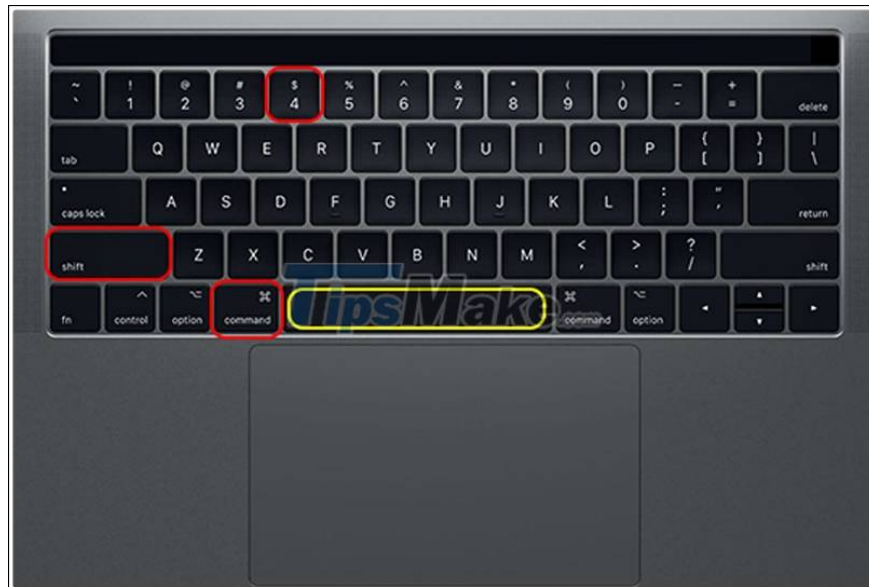 ~ ! @ # $ % ^ & * ( ) — +
` 1 2 3 4 5 6 7 8 9 0 - = delete
tab Q W E R T Y U I O P { [ } ] | \
caps lock A S D F G H J K L : ; " ' return
shift Z X C V B N M < , > . ? / shift
fn ^ control ⌥ option ⌘ command ⌘ command ⌥ option ◂ ▴ ▾ ▸
TipsMake.com